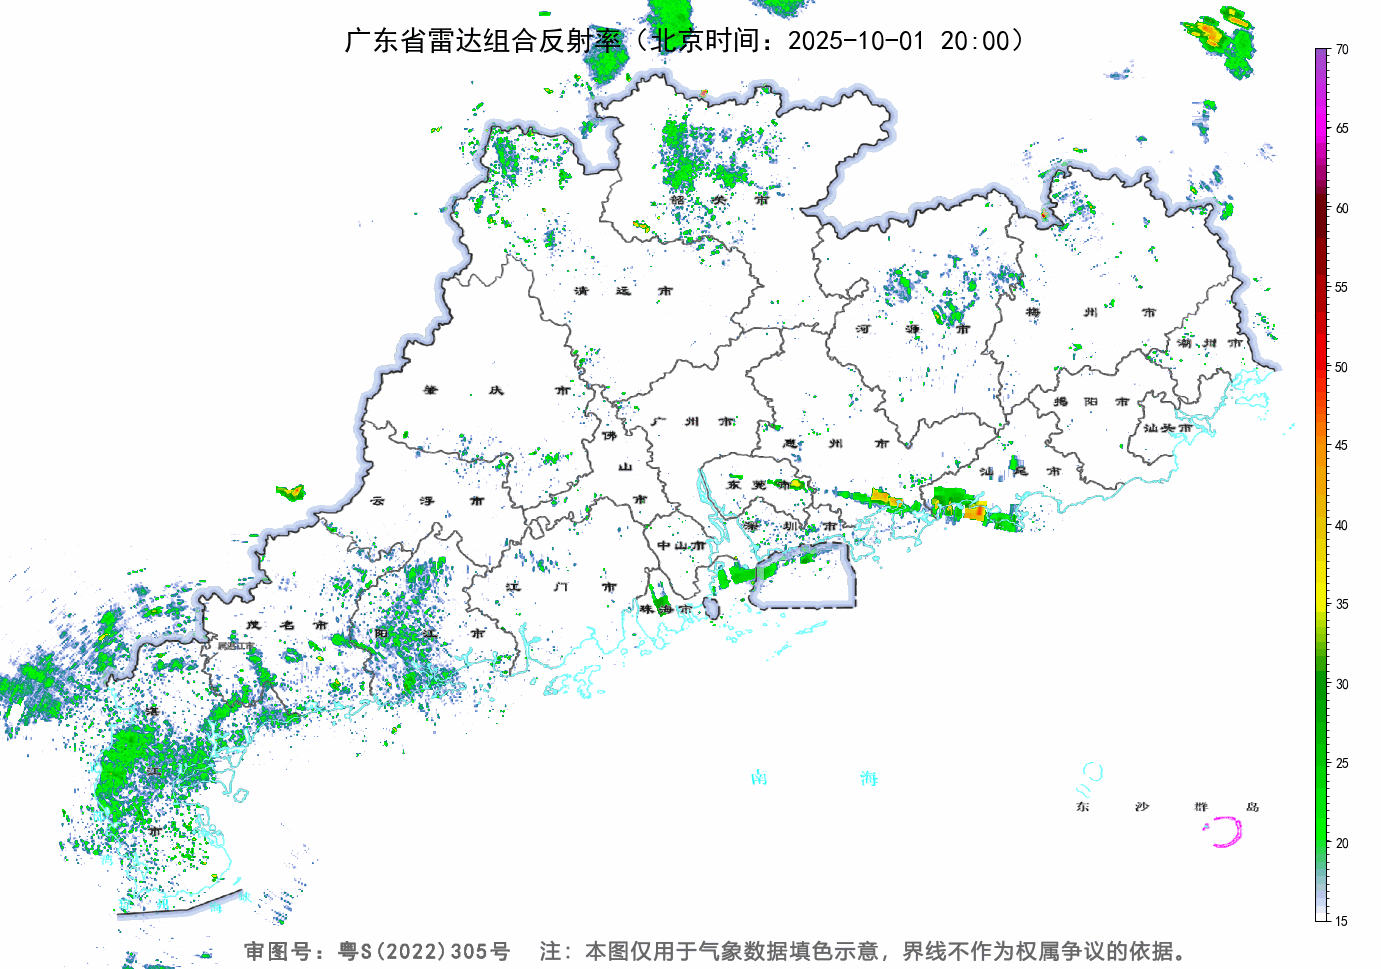 广东省雷达组合反射率（北京时间：2025-10-01 20:00）
70
65
60
55
50
45
40
35
30
25
20
15
韶关市
清远市
河源市
梅州市
潮州市
肇庆市
广州市
佛山市
惠州市
揭阳市
汕头市
汕尾市
云浮市
东莞市
深圳市
中山市
江门市
珠海市
茂名市
属湛江市
阳江市
湛江市
南海
东沙群岛
审图号：粤S(2022)305号 注：本图仅用于气象数据填色示意，界线不作为权属争议的依据。